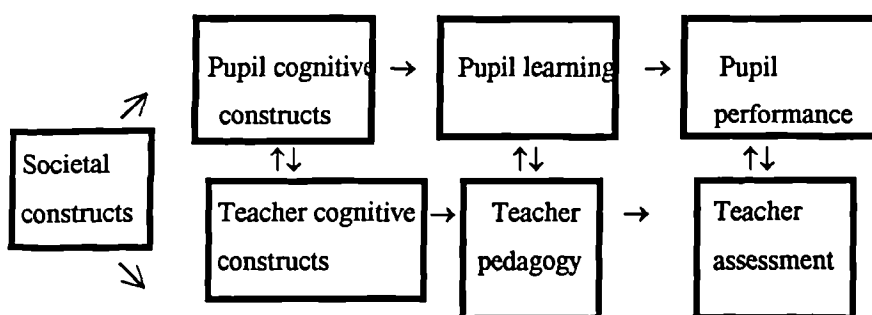 Societal
constructs
Pupil cognitive
constructs
→
Pupil learning
→
Pupil
performance
Teacher cognitive
constructs
→
Teacher
pedagogy
→
Teacher
assessment